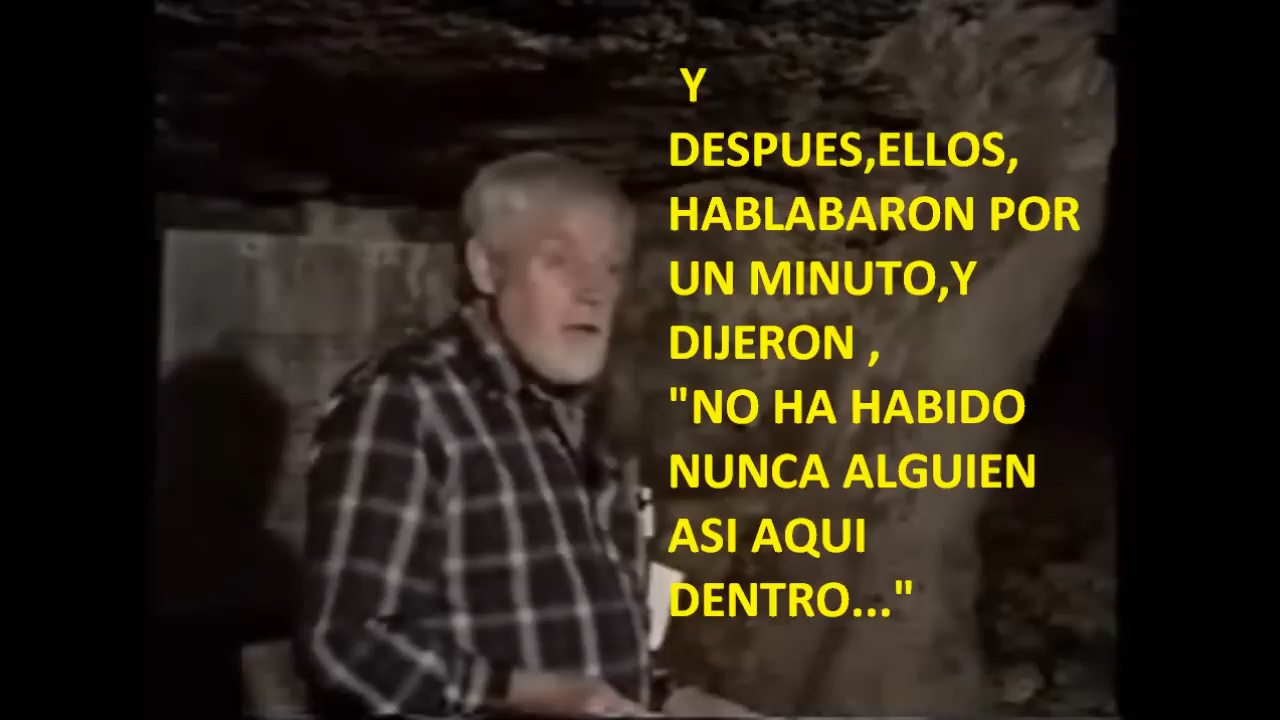 Y
DESPUES,ELLOS,
HABLABARON POR
UN MINUTO,Y
DIJERON ,
"NO HA HABIDO
NUNCA ALGUIEN
ASI AQUI
DENTRO..."